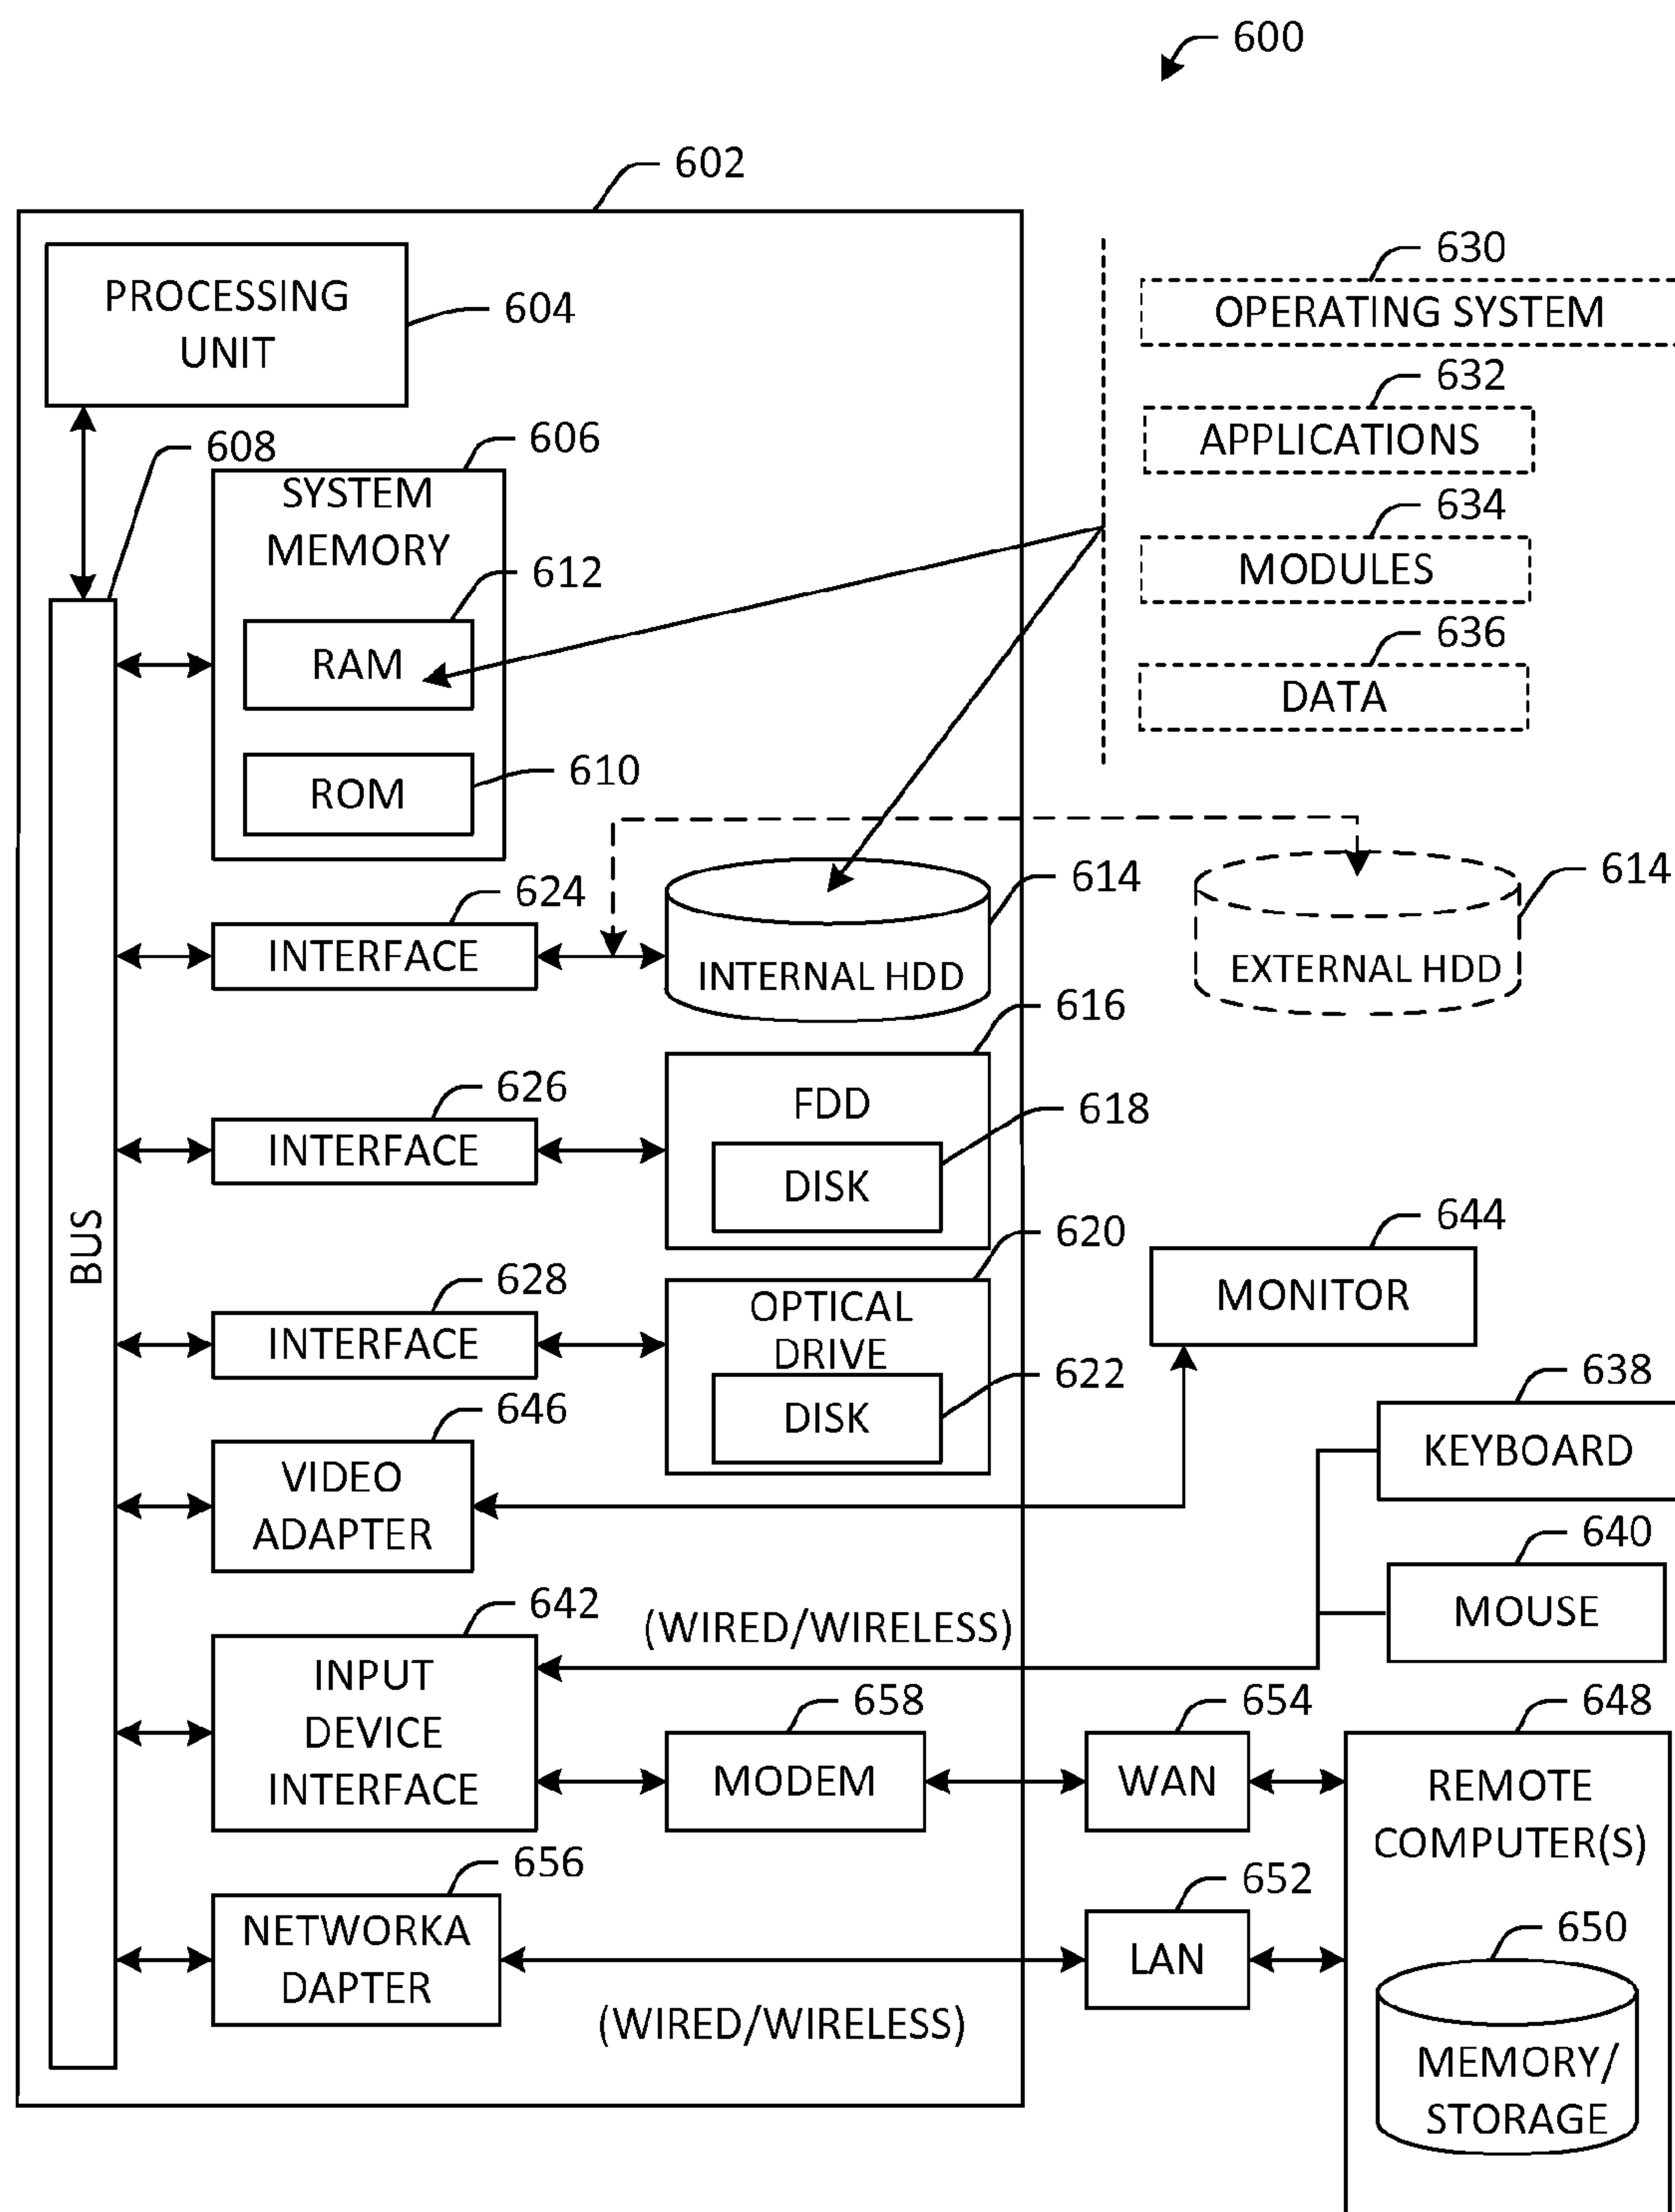 600
602
PROCESSING
UNIT
604
630
OPERATING SYSTEM
632
APPLICATIONS
634
MODULES
636
DATA
608
606
SYSTEM
MEMORY
612
RAM
610
ROM
624
INTERFACE
614
INTERNAL HDD
614
EXTERNAL HDD
616
FDD
618
DISK
626
INTERFACE
BUS
620
OPTICAL
DRIVE
622
DISK
628
INTERFACE
644
MONITOR
646
VIDEO
ADAPTER
638
KEYBOARD
640
MOUSE
642
INPUT
DEVICE
INTERFACE
(WIRED/WIRELESS)
658
MODEM
654
WAN
648
REMOTE
COMPUTER(S)
656
NETWORKA
DAPTER
(WIRED/WIRELESS)
652
LAN
650
MEMORY/
STORAGE